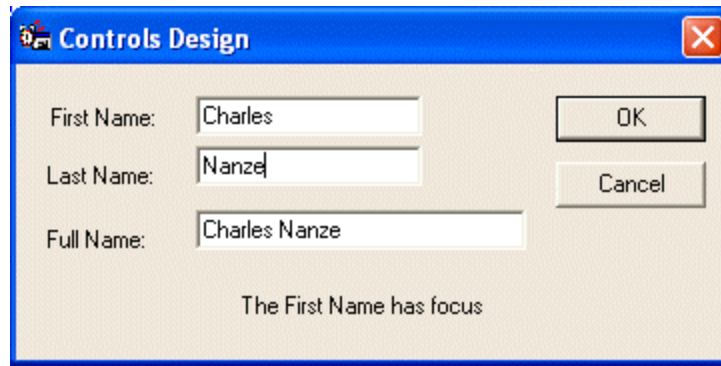 Controls Design
First Name: Charles OK
Last Name: Nanze Cancel
Full Name: Charles Nanze
The First Name has focus